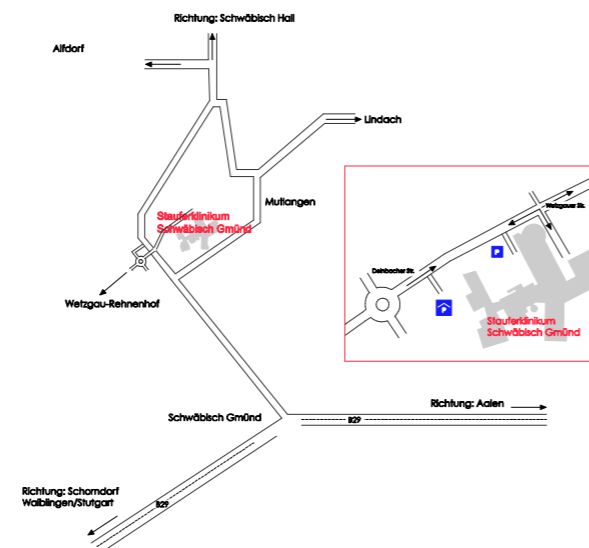 Richtung: Schwäbisch Hall
Alfdorf
Lindach
Mutlangen
Stauferklinikum
Schwäbisch Gmünd
Wetzgau-Rehnenhof
Wetzgauer Str.
Deinbacher Str.
P
P
Stauferklinikum
Schwäbisch Gmünd
Richtung: Aalen
Schwäbisch Gmünd
B29
Richtung: Schorndorf
Waiblingen/Stutgart
B29